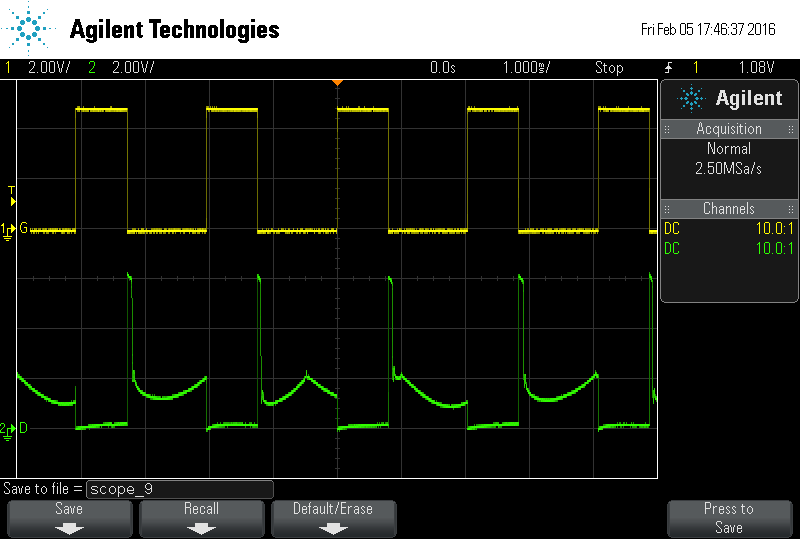 Agilent Technologies Fri Feb 05 17:46:37 2016
1 2.00V/ 2 2.00V/ 0.0s 1.000ms/ Stop 1 1.08V
Agilent
Acquisition
Normal
2.50MSa/s
Channels
DC 10.0:1
DC 10.0:1
T
1 G
2 D
Save to file = scope_9
Save Recall Default/Erase Press to
Save